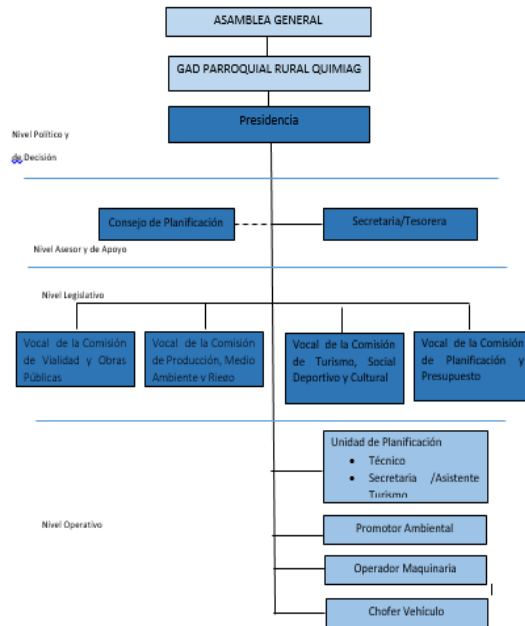 ASAMBLEA GENERAL
GAD PARROQUIAL RURAL QUIMIAG
Presidencia
Nivel Político y
de Decisión
Consejo de Planificación
Secretaria/Tesorera
Nivel Asesor y de Apoyo
Nivel Legislativo
Vocal de la Comisión
de Vialidad y Obras
Públicas
Vocal de la Comisión
de Producción, Medio
Ambiente y Riego
Vocal de la Comisión
de Turismo, Social
Deportivo y Cultural
Vocal de la Comisión
de Planificación y
Presupuesto
Unidad de Planificación
• Técnico
• Secretaria /Asistente
Turismo
Nivel Operativo
Promotor Ambiental
Operador Maquinaria
Chofer Vehículo